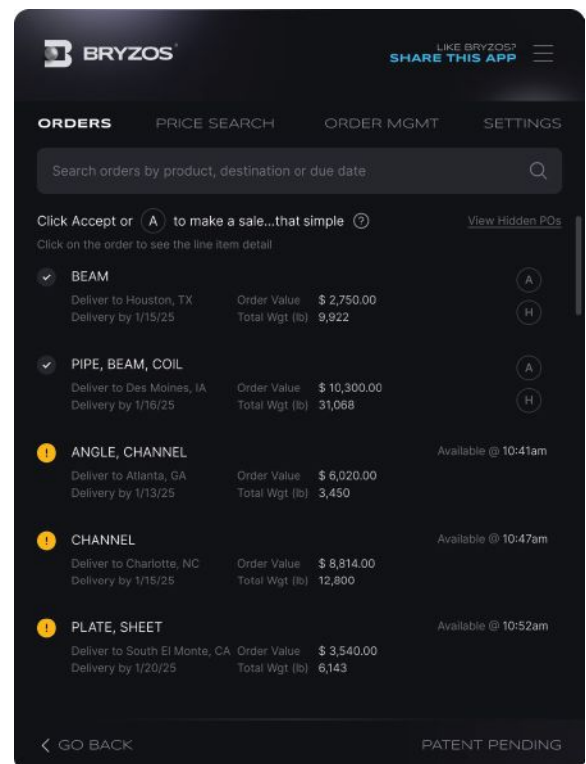 BRYZOS
LIKE BRYZOS?
SHARE THIS APP
ORDERS PRICE SEARCH ORDER MGMT SETTINGS
Search orders by product, destination or due date
Click Accept or A to make a sale...that simple ? View Hidden POs
Click on the order to see the line item detail
BEAM A
Deliver to Houston, TX Order Value $ 2,750.00
Delivery by 1/15/25 Total Wgt (lb) 9,922 H
PIPE, BEAM, COIL A
Deliver to Des Moines, IA Order Value $ 10,300.00
Delivery by 1/16/25 Total Wgt (lb) 31,068 H
! ANGLE, CHANNEL Available @ 10:41am
Deliver to Atlanta, GA Order Value $ 6,020.00
Delivery by 1/13/25 Total Wgt (lb) 3,450
! CHANNEL Available @ 10:47am
Deliver to Charlotte, NC Order Value $ 8,814.00
Delivery by 1/15/25 Total Wgt (lb) 12,800
! PLATE, SHEET Available @ 10:52am
Deliver to South El Monte, CA Order Value $ 3,540.00
Delivery by 1/20/25 Total Wgt (lb) 6,143
GO BACK PATENT PENDING